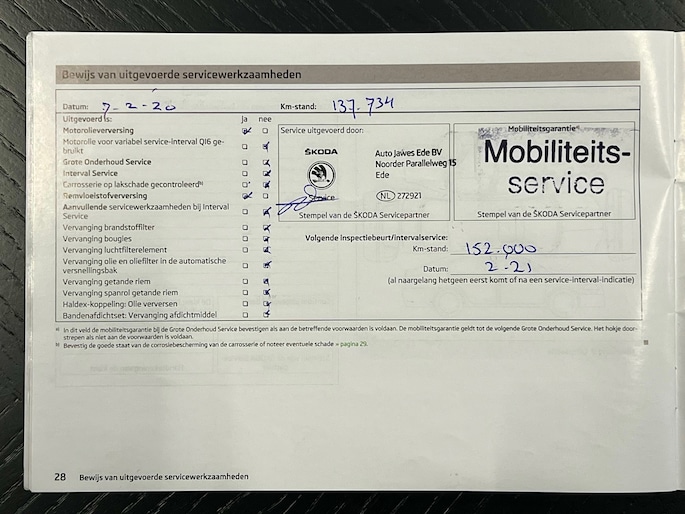 Bewijs van uitgevoerde servicewerkzaamheden
Datum: 7-2-20 Km-stand: 137.734
Uitgevoerd is: Ja nee
Motorolieverversing
Motorolie voor variabel service-interval QI6 ge-
bruikt
Grote Onderhoud Service
Interval Service
Carrosserie op lakschade gecontroleerd b)
Remvloeistofverversing
Aanvullende servicewerkzaamheden bij Interval
Service
Vervanging brandstoffilter
Vervanging bougies
Vervanging luchtfilterelement
Vervanging olie en oliefilter in de automatische
versnellingsbak
Vervanging getande riem
Vervanging spanrol getande riem
Haldex-koppeling: Olie verversen
Bandenafdichtset: Vervanging afdichtmiddel
Service uitgevoerd door:
ŠKODA
Service
Auto Jawes Ede BV
Noorder Parallelweg 15
Ede
NL 272921
Stempel van de ŠKODA Servicepartner
Mobiliteitsgarantie a)
Mobiliteits-
service
Stempel van de ŠKODA Servicepartner
Volgende inspectiebeurt/intervalservice:
Km-stand: 152.000
Datum: 2-21
(al naargelang hetgeen eerst komt of na een service-interval-indicatie)
a) In dit veld de mobiliteitsgarantie bij de Grote Onderhoud Service bevestigen als aan de betreffende voorwaarden is voldaan. De mobiliteitsgarantie geldt tot de volgende Grote Onderhoud Service. Het hokje door-
strepen als niet aan de voorwaarden is voldaan.
b) Bevestig de goede staat van de corrosiebescherming van de carrosserie of noteer eventuele schade » pagina 29.
28 Bewijs van uitgevoerde servicewerkzaamheden